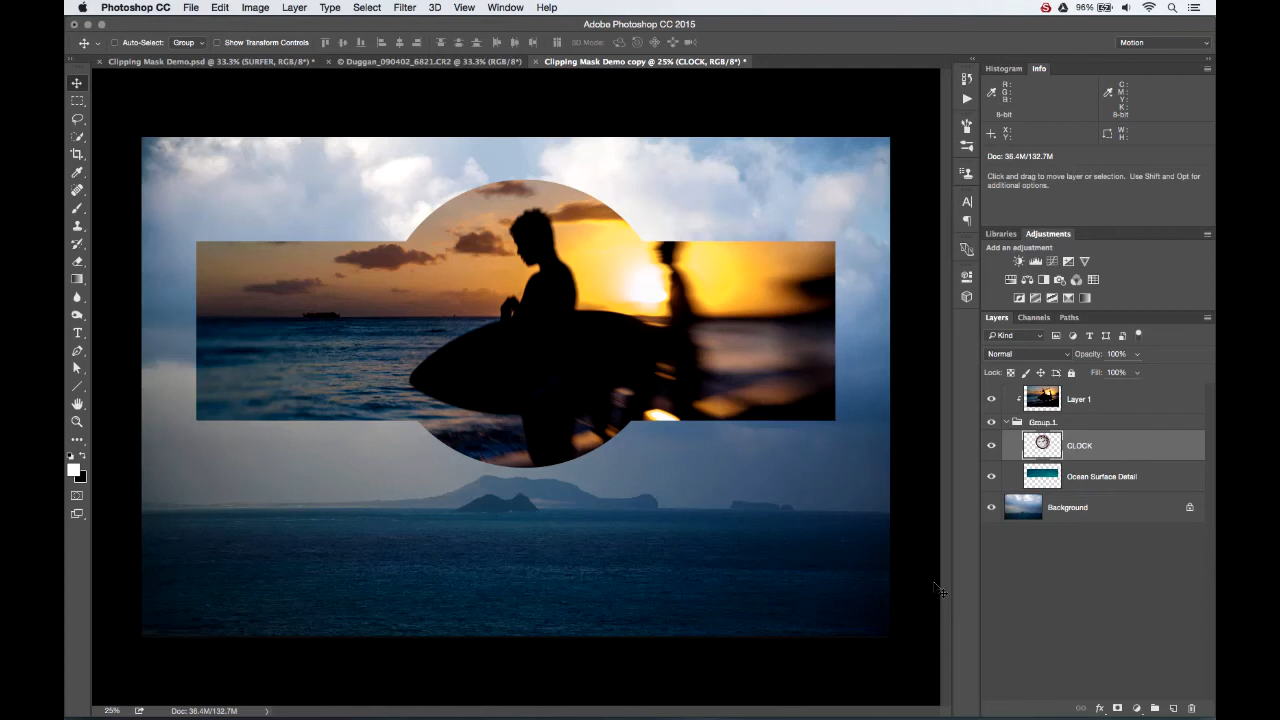 Photoshop CC File Edit Image Layer Type Select Filter 3D View Window Help 96%
Adobe Photoshop CC 2015
Auto-Select: Group Show Transform Controls 3D Mode: Motion
× Clipping Mask Demo.psd @ 33.3% (SURFER, RGB/8*) * × © Duggan_090402_6821.CR2 @ 33.3% (RGB/8*) × Clipping Mask Demo copy @ 25% (CLOCK, RGB/8*) *
Histogram Info
R: C:
G: M:
B: Y:
K:
8-bit 8-bit
X: W:
Y: H:
Doc: 36.4M/132.7M
Click and drag to move layer or selection. Use Shift and Opt for
additional options.
Libraries Adjustments
Add an adjustment
Layers Channels Paths
Kind
Normal Opacity: 100%
Lock: Fill: 100%
Layer 1
Group 1
CLOCK
Ocean Surface Detail
Background
25% Doc: 36.4M/132.7M